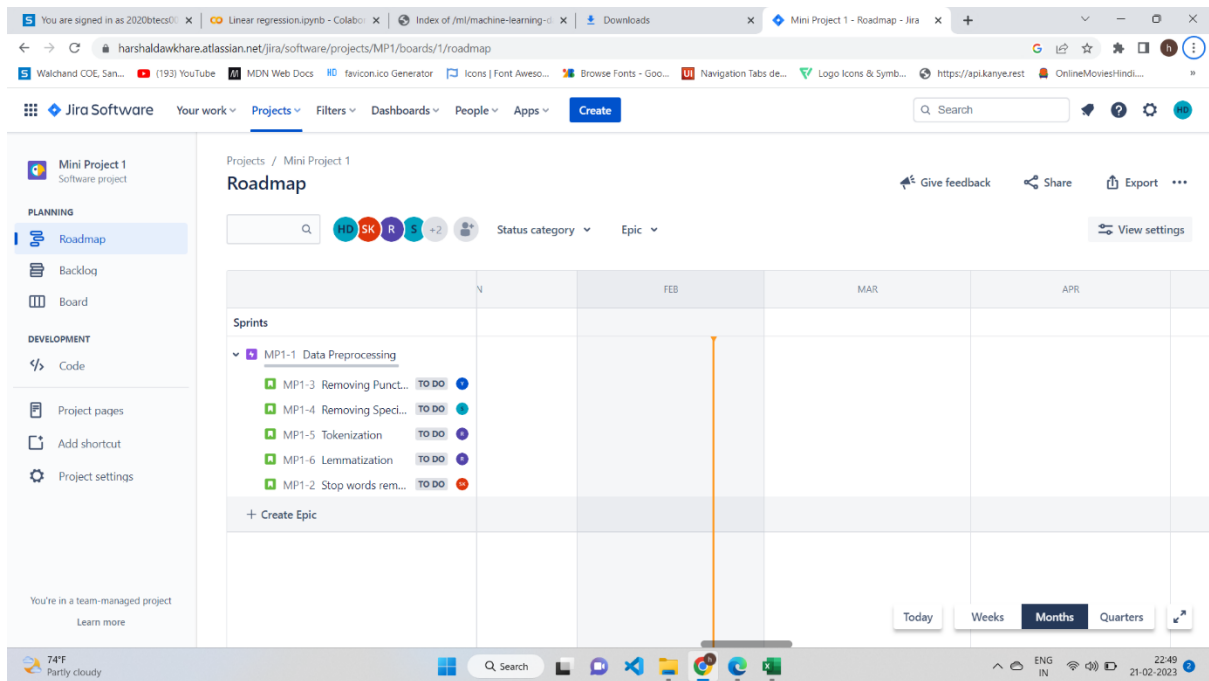 You are signed in as 2020btecs00
Linear regression.ipynb - Colabo
Index of /ml/machine-learning-d
Downloads
Mini Project 1 - Roadmap - Jira
harshaldawkhare.atlassian.net/jira/software/projects/MP1/boards/1/roadmap
h
Walchand COE, San...
(193) YouTube
MDN Web Docs
HD favicon.ico Generator
Icons | Font Aweso...
Browse Fonts - Goo...
UI Navigation Tabs de...
Logo Icons & Symb...
https://api.kanye.rest
OnlineMoviesHindi....
Jira Software
Your work
Projects
Filters
Dashboards
People
Apps
Create
Search
HD
Mini Project 1
Software project
PLANNING
Roadmap
Backlog
Board
DEVELOPMENT
Code
Project pages
Add shortcut
Project settings
You're in a team-managed project
Learn more
Projects / Mini Project 1
Roadmap
Give feedback
Share
Export
HD SK R S +2
Status category
Epic
View settings
N FEB MAR APR
Sprints
MP1-1 Data Preprocessing
MP1-3 Removing Punct... TO DO
MP1-4 Removing Speci... TO DO
MP1-5 Tokenization TO DO R
MP1-6 Lemmatization TO DO R
MP1-2 Stop words rem... TO DO SK
+ Create Epic
Today
Weeks
Months
Quarters
74°F
Partly cloudy
Search
ENG
IN
22:49
21-02-2023
2